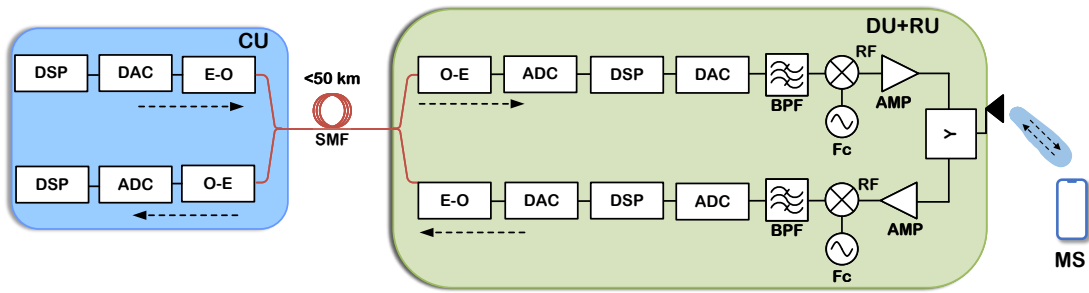 CU
DSP
DAC
E-O
<50 km
SMF
DSP
ADC
O-E
DU+RU
O-E
ADC
DSP
DAC
BPF
RF
AMP
Fc
Y
E-O
DAC
DSP
ADC
BPF
RF
AMP
Fc
MS